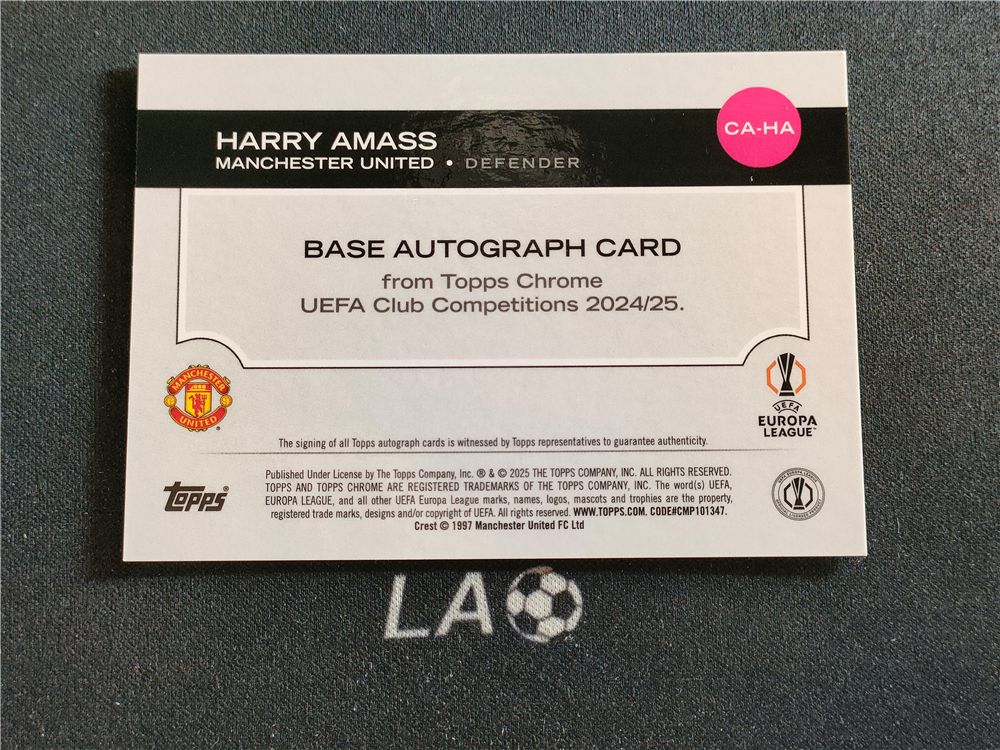 HARRY AMASS
MANCHESTER UNITED • DEFENDER
CA-HA
BASE AUTOGRAPH CARD
from Topps Chrome
UEFA Club Competitions 2024/25.
MANCHESTER
UNITED
UEFA
EUROPA
LEAGUE™
The signing of all Topps autograph cards is witnessed by Topps representatives to guarantee authenticity.
topps®
Published Under License by The Topps Company, Inc. ® & © 2025 THE TOPPS COMPANY, INC. ALL RIGHTS RESERVED.
TOPPS AND TOPPS CHROME ARE REGISTERED TRADEMARKS OF THE TOPPS COMPANY, INC. The word(s) UEFA,
EUROPA LEAGUE, and all other UEFA Europa League marks, names, logos, mascots and trophies are the property,
registered trade marks, designs and/or copyright of UEFA. All rights reserved. WWW.TOPPS.COM. CODE#CMP101347.
Crest © 1997 Manchester United FC Ltd
LA